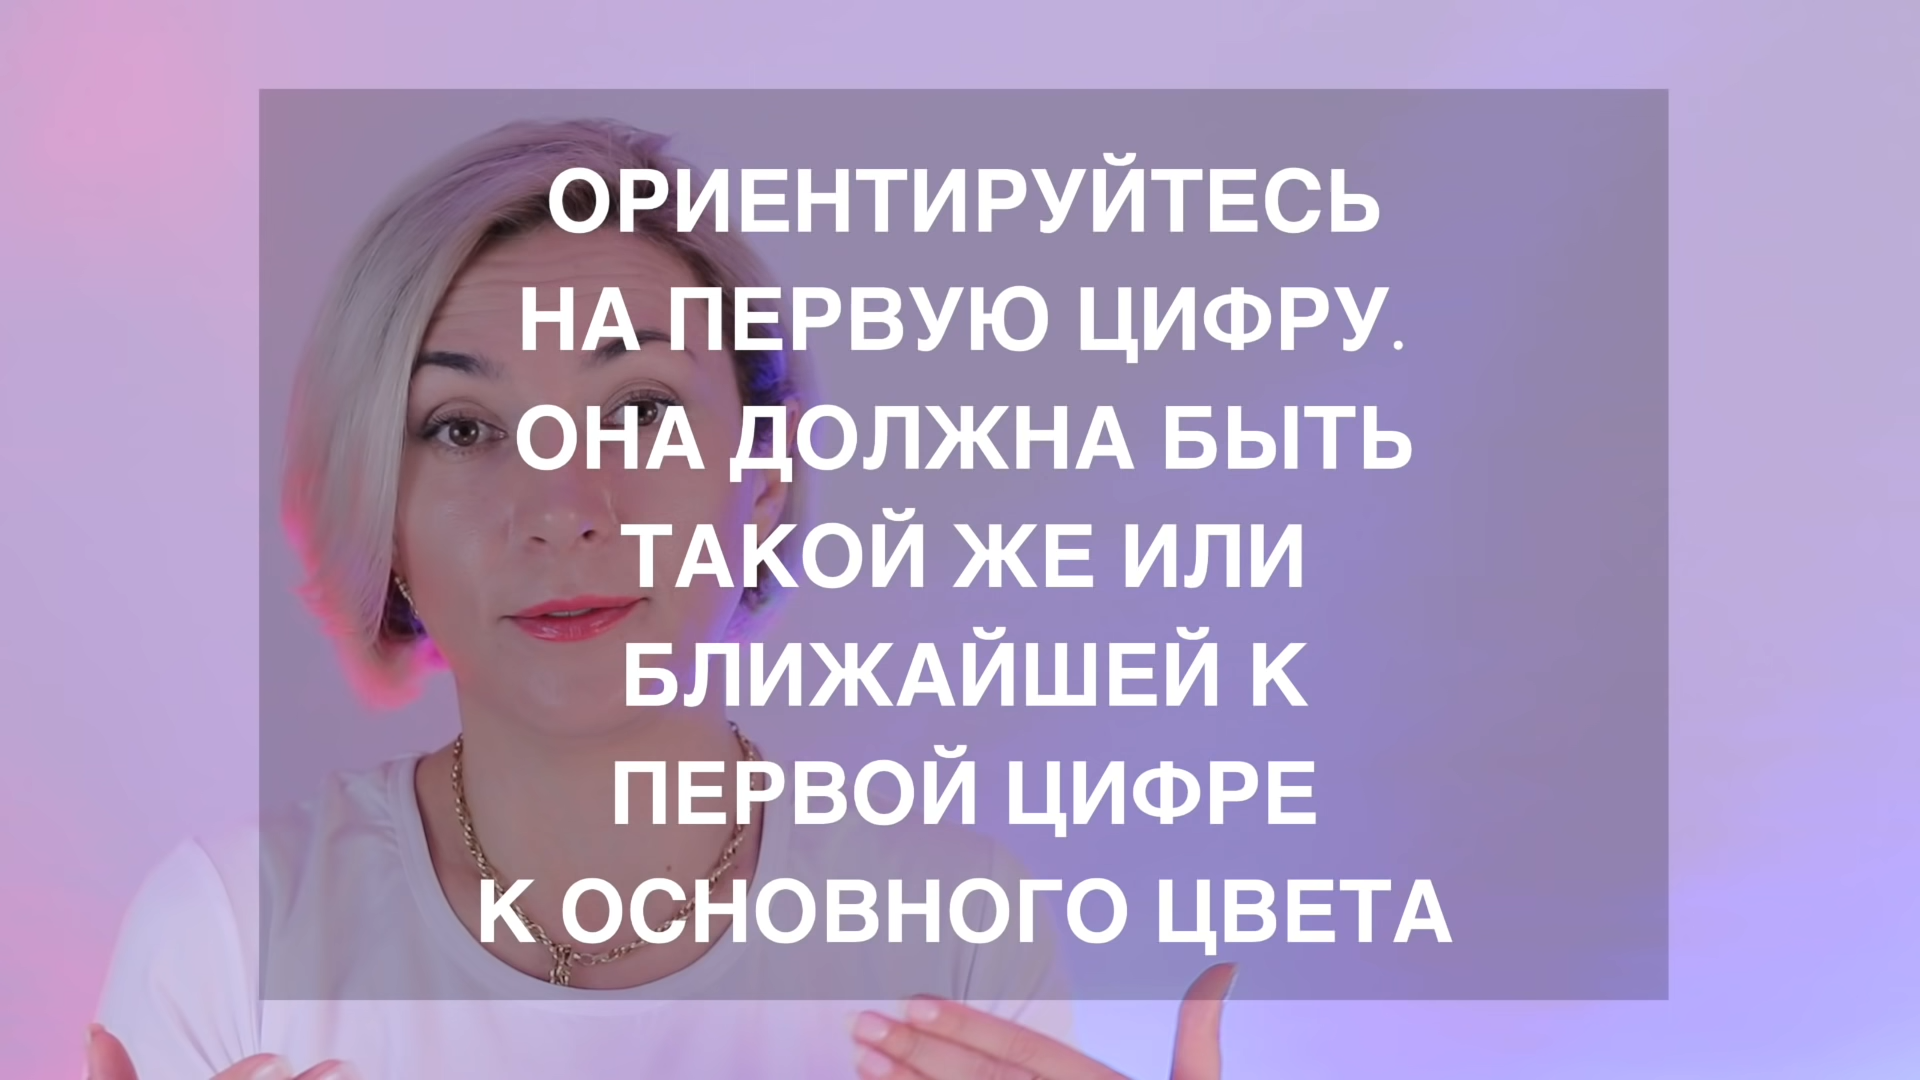 ОРИЕНТИРУЙТЕСЬ
НА ПЕРВУЮ ЦИФРУ.
ОНА ДОЛЖНА БЫТЬ
ТАКОЙ ЖЕ ИЛИ
БЛИЖАЙШЕЙ К
ПЕРВОЙ ЦИФРЕ
К ОСНОВНОГО ЦВЕТА